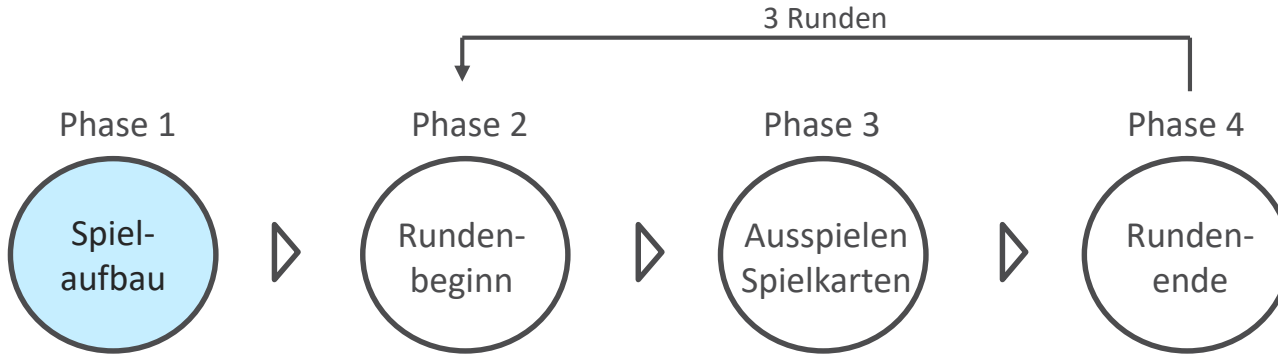 3 Runden
Phase 1
Phase 2
Phase 3
Phase 4
Spiel-
aufbau
Runden-
beginn
Ausspielen
Spielkarten
Runden-
ende